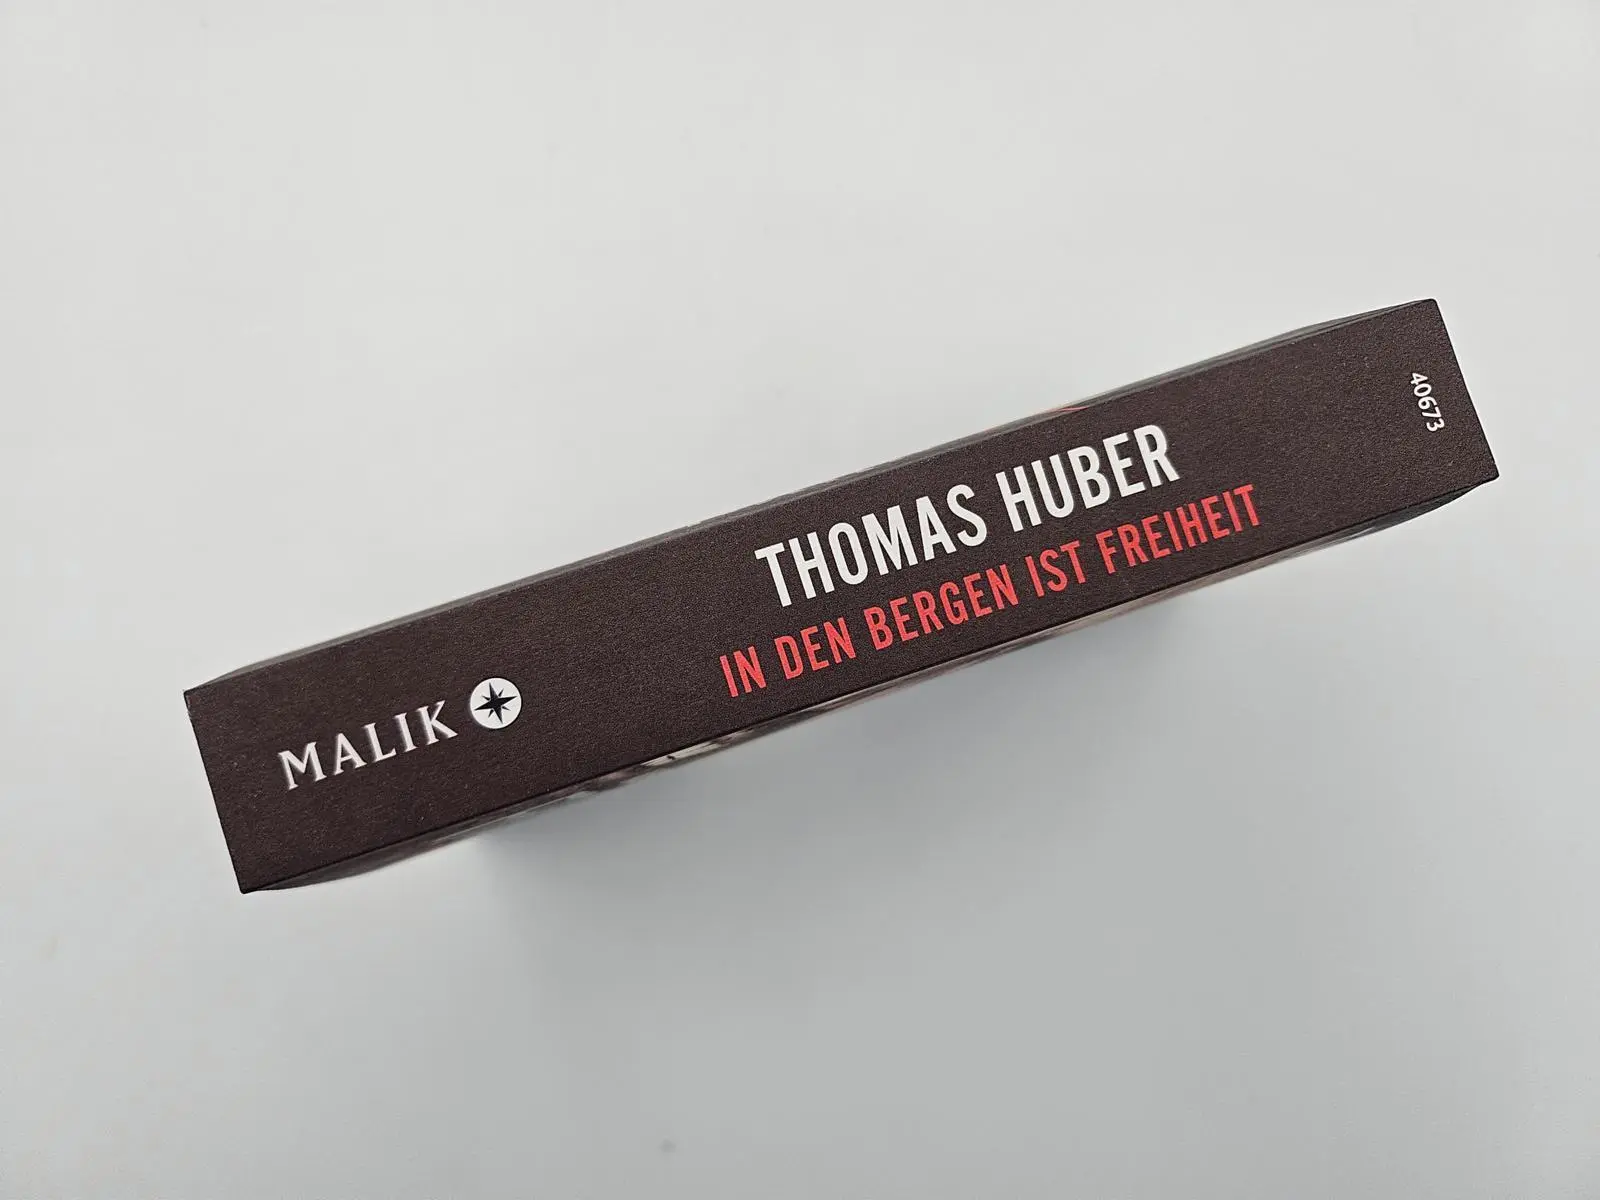 THOMAS HUBER
IN DEN BERGEN IST FREIHEIT
MALIK
40673